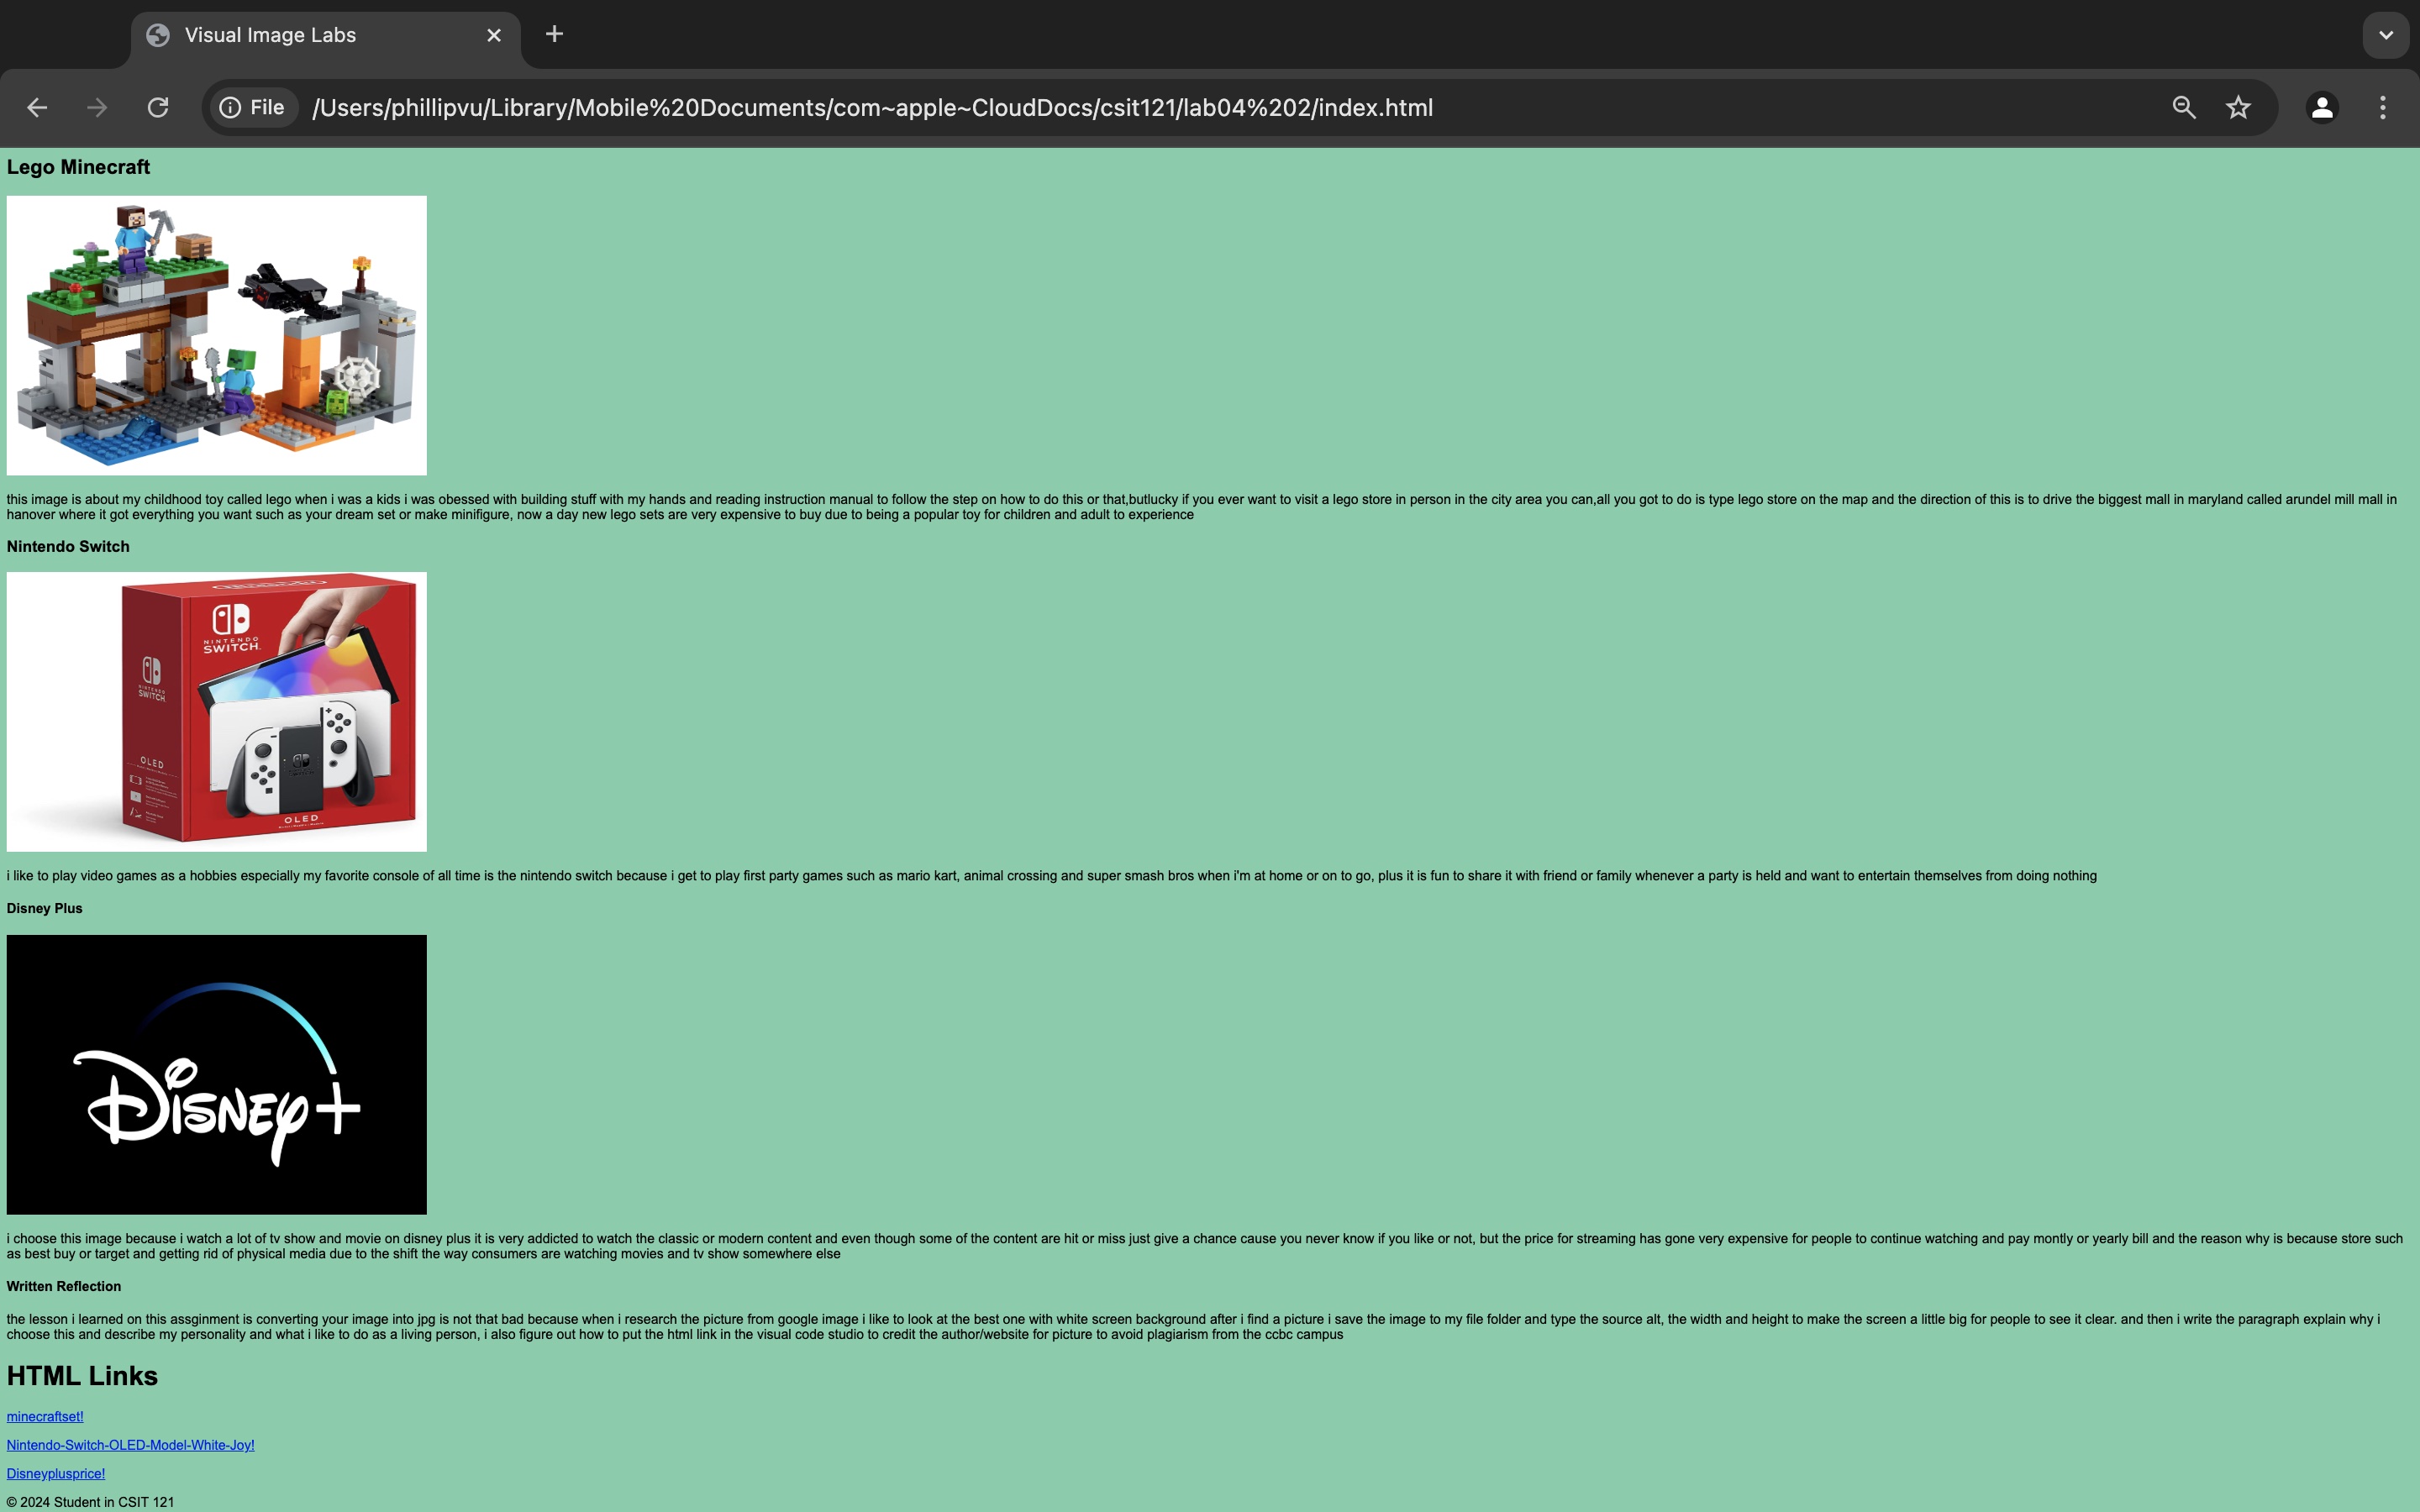 Visual Image Labs
File /Users/phillipvu/Library/Mobile%20Documents/com~apple~CloudDocs/csit121/lab04%202/index.html
Lego Minecraft
this image is about my childhood toy called lego when i was a kids i was obessed with building stuff with my hands and reading instruction manual to follow the step on how to do this or that,butlucky if you ever want to visit a lego store in person in the city area you can,all you got to do is type lego store on the map and the direction of this is to drive the biggest mall in maryland called arundel mill mall in
hanover where it got everything you want such as your dream set or make minifigure, now a day new lego sets are very expensive to buy due to being a popular toy for children and adult to experience
Nintendo Switch
NINTENDO
SWITCH.
NINTENDO
SWITCH
OLED
OLED
i like to play video games as a hobbies especially my favorite console of all time is the nintendo switch because i get to play first party games such as mario kart, animal crossing and super smash bros when i'm at home or on to go, plus it is fun to share it with friend or family whenever a party is held and want to entertain themselves from doing nothing
Disney Plus
Disney+
i choose this image because i watch a lot of tv show and movie on disney plus it is very addicted to watch the classic or modern content and even though some of the content are hit or miss just give a chance cause you never know if you like or not, but the price for streaming has gone very expensive for people to continue watching and pay montly or yearly bill and the reason why is because store such
as best buy or target and getting rid of physical media due to the shift the way consumers are watching movies and tv show somewhere else
Written Reflection
the lesson i learned on this assginment is converting your image into jpg is not that bad because when i research the picture from google image i like to look at the best one with white screen background after i find a picture i save the image to my file folder and type the source alt, the width and height to make the screen a little big for people to see it clear. and then i write the paragraph explain why i
choose this and describe my personality and what i like to do as a living person, i also figure out how to put the html link in the visual code studio to credit the author/website for picture to avoid plagiarism from the ccbc campus
HTML Links
minecraftset!
Nintendo-Switch-OLED-Model-White-Joy!
Disneyplusprice!
© 2024 Student in CSIT 121